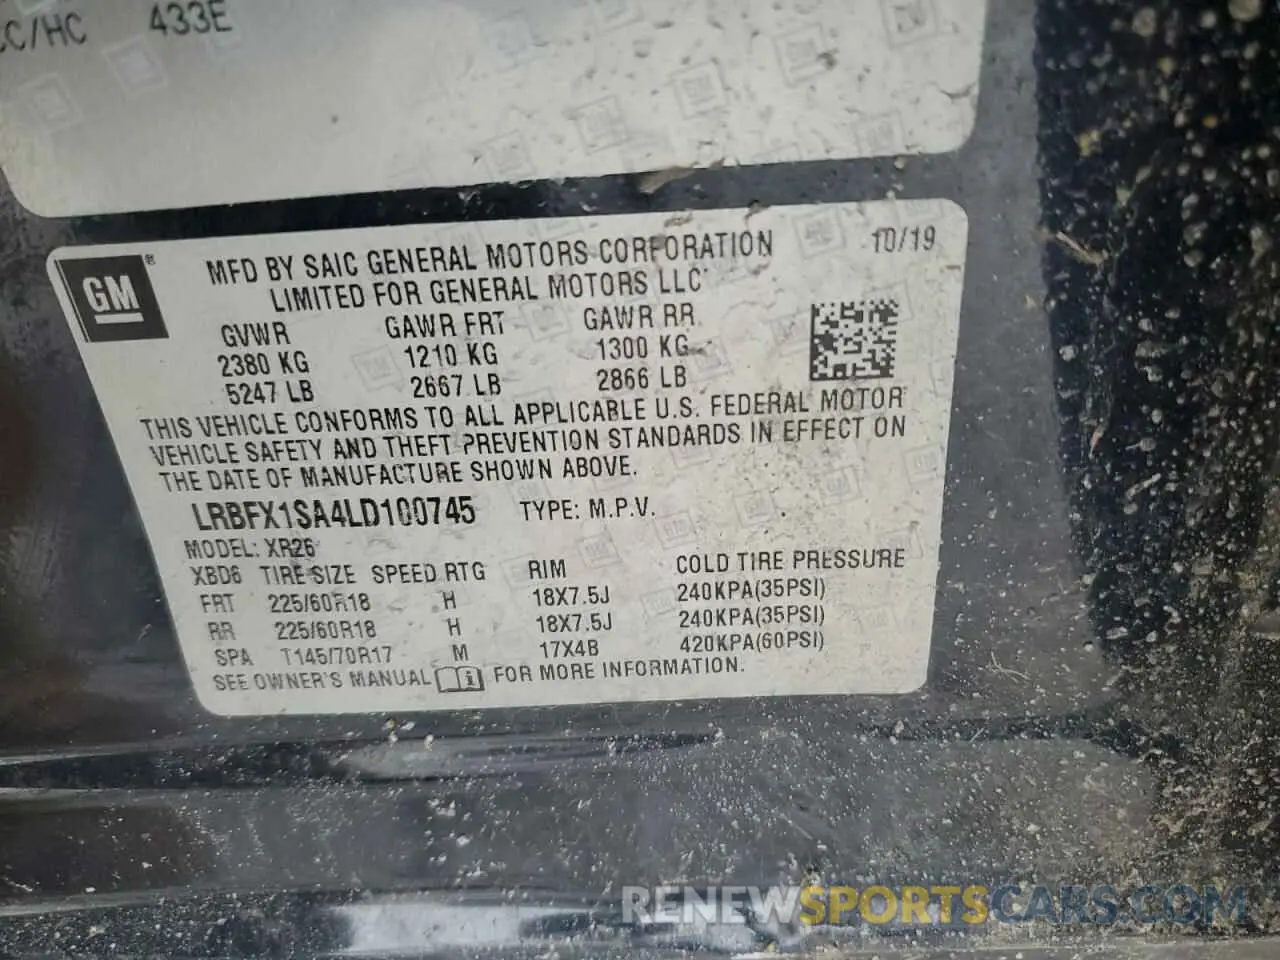 CC/HC 433E
GM ®
MFD BY SAIC GENERAL MOTORS CORPORATION 10/19
LIMITED FOR GENERAL MOTORS LLC
GVWR GAWR FRT GAWR RR
2380 KG 1210 KG 1300 KG
5247 LB 2667 LB 2866 LB
THIS VEHICLE CONFORMS TO ALL APPLICABLE U.S. FEDERAL MOTOR
VEHICLE SAFETY AND THEFT PREVENTION STANDARDS IN EFFECT ON
THE DATE OF MANUFACTURE SHOWN ABOVE.
LRBFX1SA4LD100745 TYPE: M.P.V.
MODEL: XR26
XBD6 TIRE SIZE SPEED RTG RIM COLD TIRE PRESSURE
FRT 225/60R18 H 18X7.5J 240KPA(35PSI)
RR 225/60R18 H 18X7.5J 240KPA(35PSI)
SPA T145/70R17 M 17X4B 420KPA(60PSI)
SEE OWNER'S MANUAL FOR MORE INFORMATION.
RENEWSPORTSCARS.COM